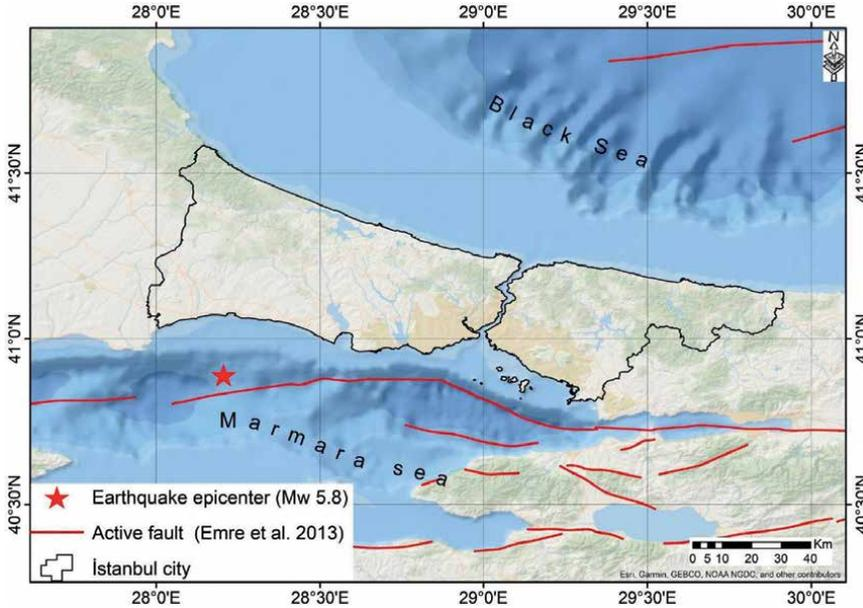 28°0'E 28°30'E 29°0'E 29°30'E 30°0'E
N
Black Sea
41°30'N 41°30'N
41°0'N 41°0'N
Marmara sea
40°30'N 40°30'N
Earthquake epicenter (Mw 5.8)
Active fault (Emre et al. 2013)
İstanbul city
Km
0 5 10 20 30 40
Esri, Garmin, GEBCO, NOAA NGDC, and other contributors
28°0'E 28°30'E 29°0'E 29°30'E 30°0'E